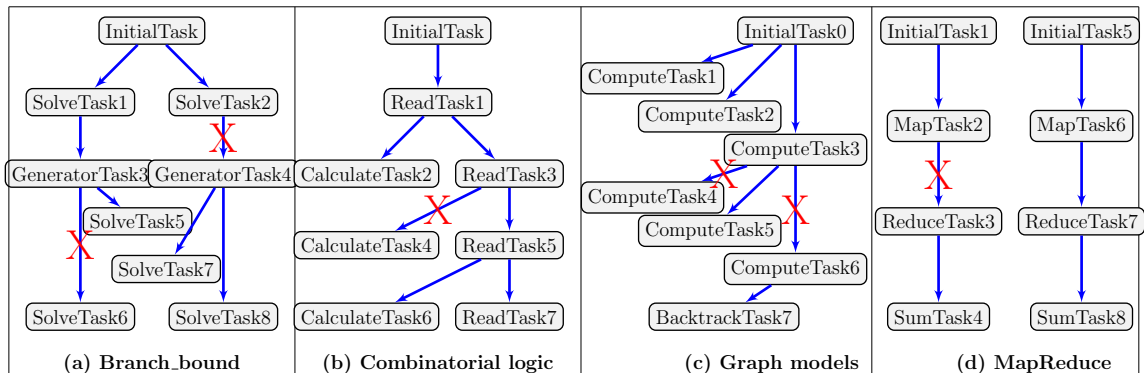 InitialTask
SolveTask1
SolveTask2
X
GeneratorTask3
GeneratorTask4
SolveTask5
X
SolveTask7
SolveTask6
SolveTask8
(a) Branch_bound
InitialTask
ReadTask1
CalculateTask2
ReadTask3
X
CalculateTask4
ReadTask5
CalculateTask6
ReadTask7
(b) Combinatorial logic
InitialTask0
ComputeTask1
ComputeTask2
ComputeTask3
X
ComputeTask4
X
ComputeTask5
ComputeTask6
BacktrackTask7
(c) Graph models
InitialTask1
InitialTask5
MapTask2
MapTask6
X
ReduceTask3
ReduceTask7
SumTask4
SumTask8
(d) MapReduce